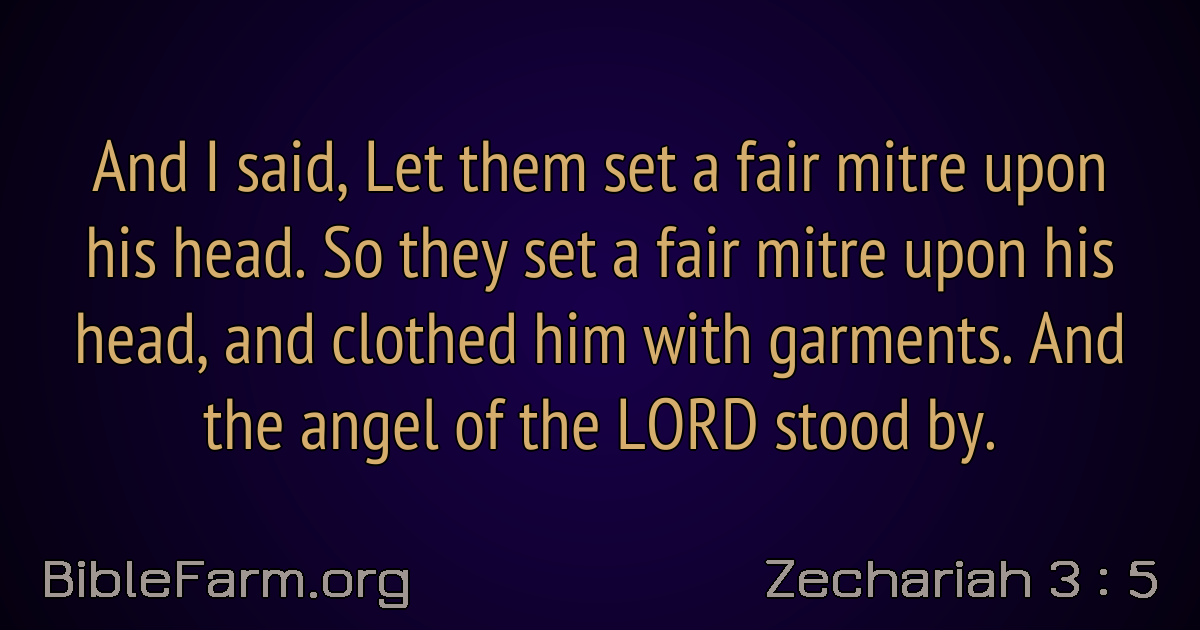 And I said, Let them set a fair mitre upon
his head. So they set a fair mitre upon his
head, and clothed him with garments. And
the angel of the LORD stood by.
BibleFarm.org
Zechariah 3 : 5